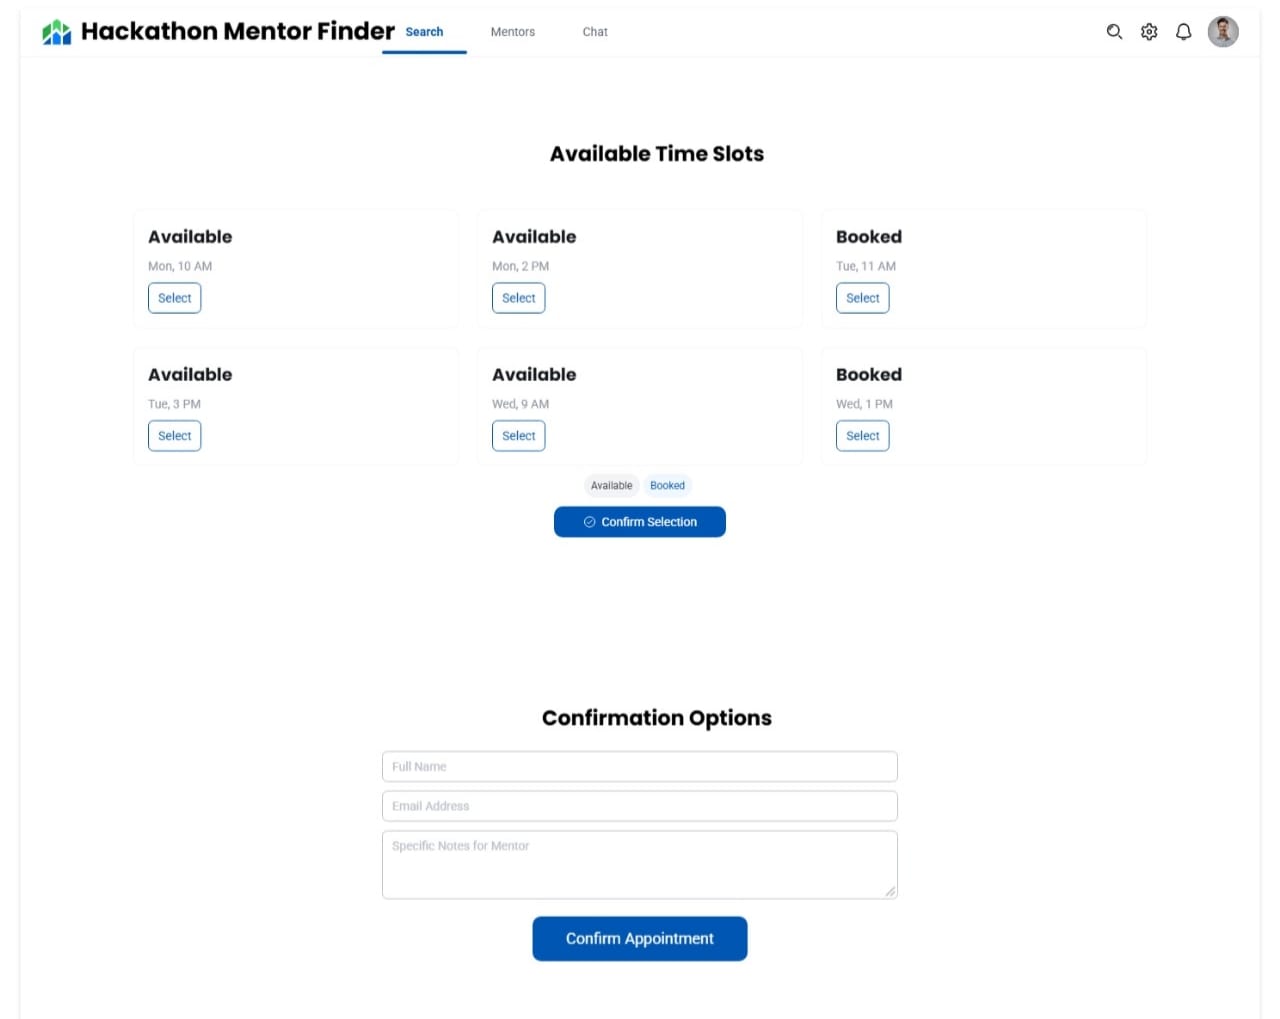 Hackathon Mentor Finder Search Mentors Chat
Available Time Slots
Available Available Booked
Mon, 10 AM Mon, 2 PM Tue, 11 AM
Select Select Select
Available Available Booked
Tue, 3 PM Wed, 9 AM Wed, 1 PM
Select Select Select
Available Booked
Confirm Selection
Confirmation Options
Full Name
Email Address
Specific Notes for Mentor
Confirm Appointment